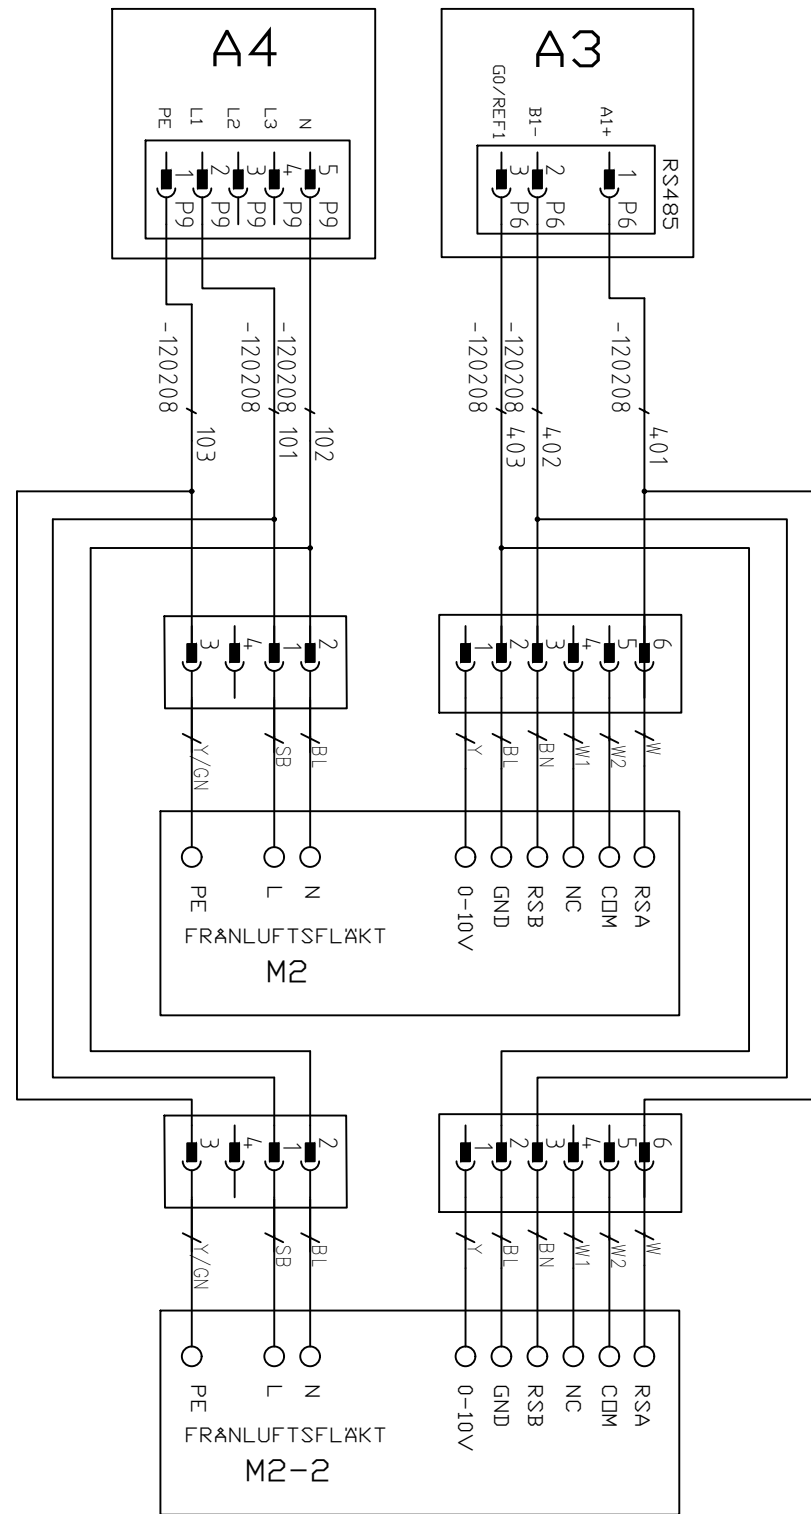 A4
A3
PE
L1
L2
L3
N
G0/REF1
B1-
A1+
RS485
1
2
3
4
5
P9
P9
P9
P9
P9
3
2
1
P6
P6
P6
-120208
-120208
-120208
-120208
-120208
-120208
103
101
102
403
402
401
3
4
1
2
1
2
3
4
5
6
Y/GN
SB
BL
Y
BL
BN
W1
W2
W
PE
L
N
0-10V
GND
RSB
NC
COM
RSA
FRÅNLUFTSFLÄKT
M2
3
4
1
2
1
2
3
4
5
6
Y/GN
SB
BL
Y
BL
BN
W1
W2
W
PE
L
N
0-10V
GND
RSB
NC
COM
RSA
FRÅNLUFTSFLÄKT
M2-2